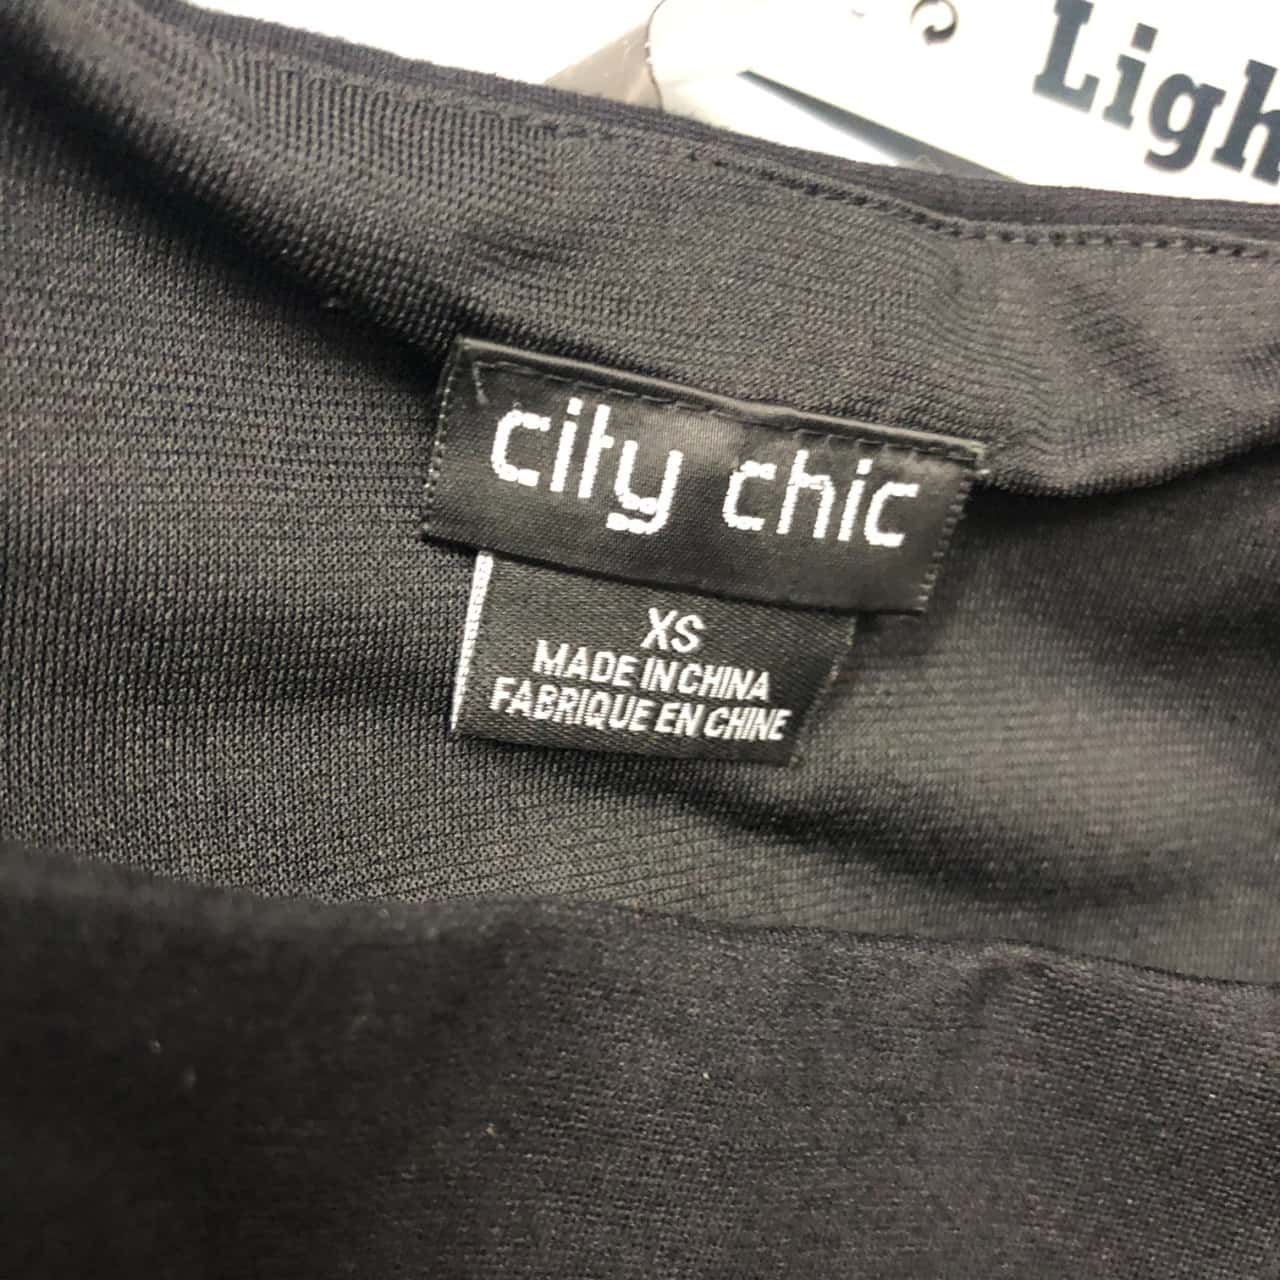 Ligh
city chic
XS
MADE IN CHINA
FABRIQUE EN CHINE